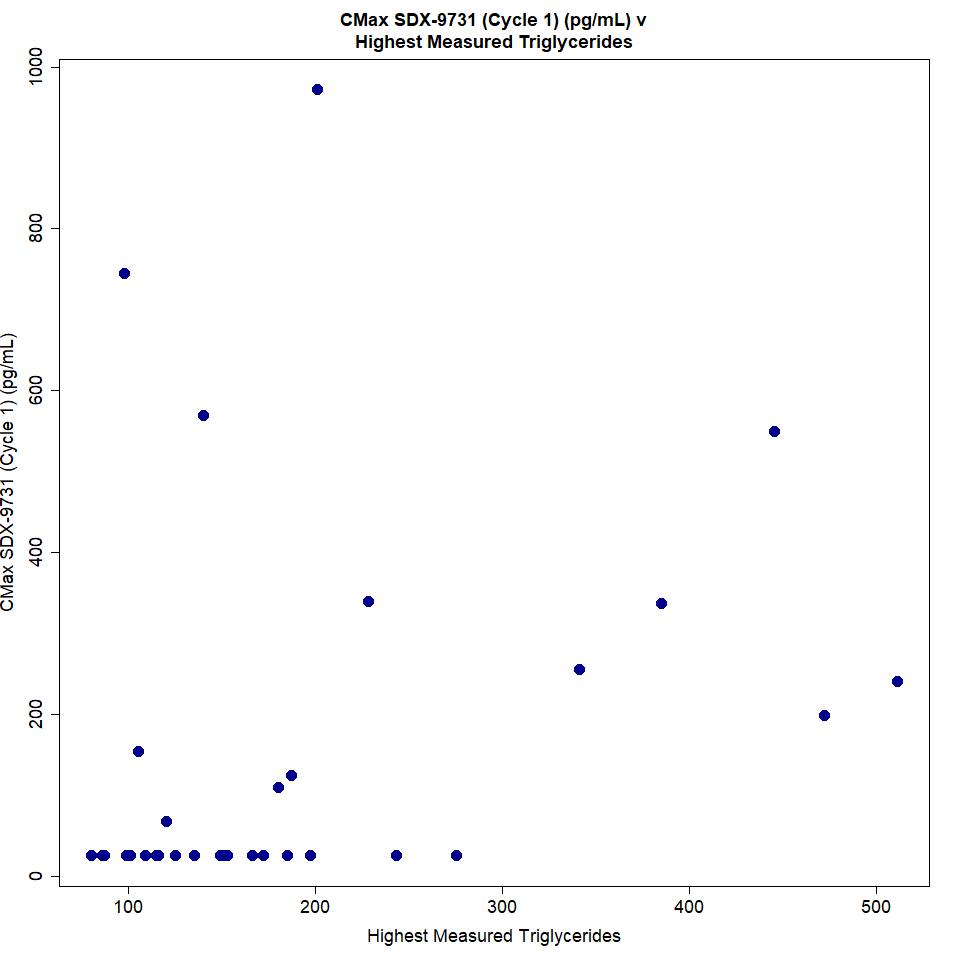 CMax SDX-9731 (Cycle 1) (pg/mL) v
Highest Measured Triglycerides
1000
800
600
400
200
0
CMax SDX-9731 (Cycle 1) (pg/mL)
100 200 300 400 500
Highest Measured Triglycerides